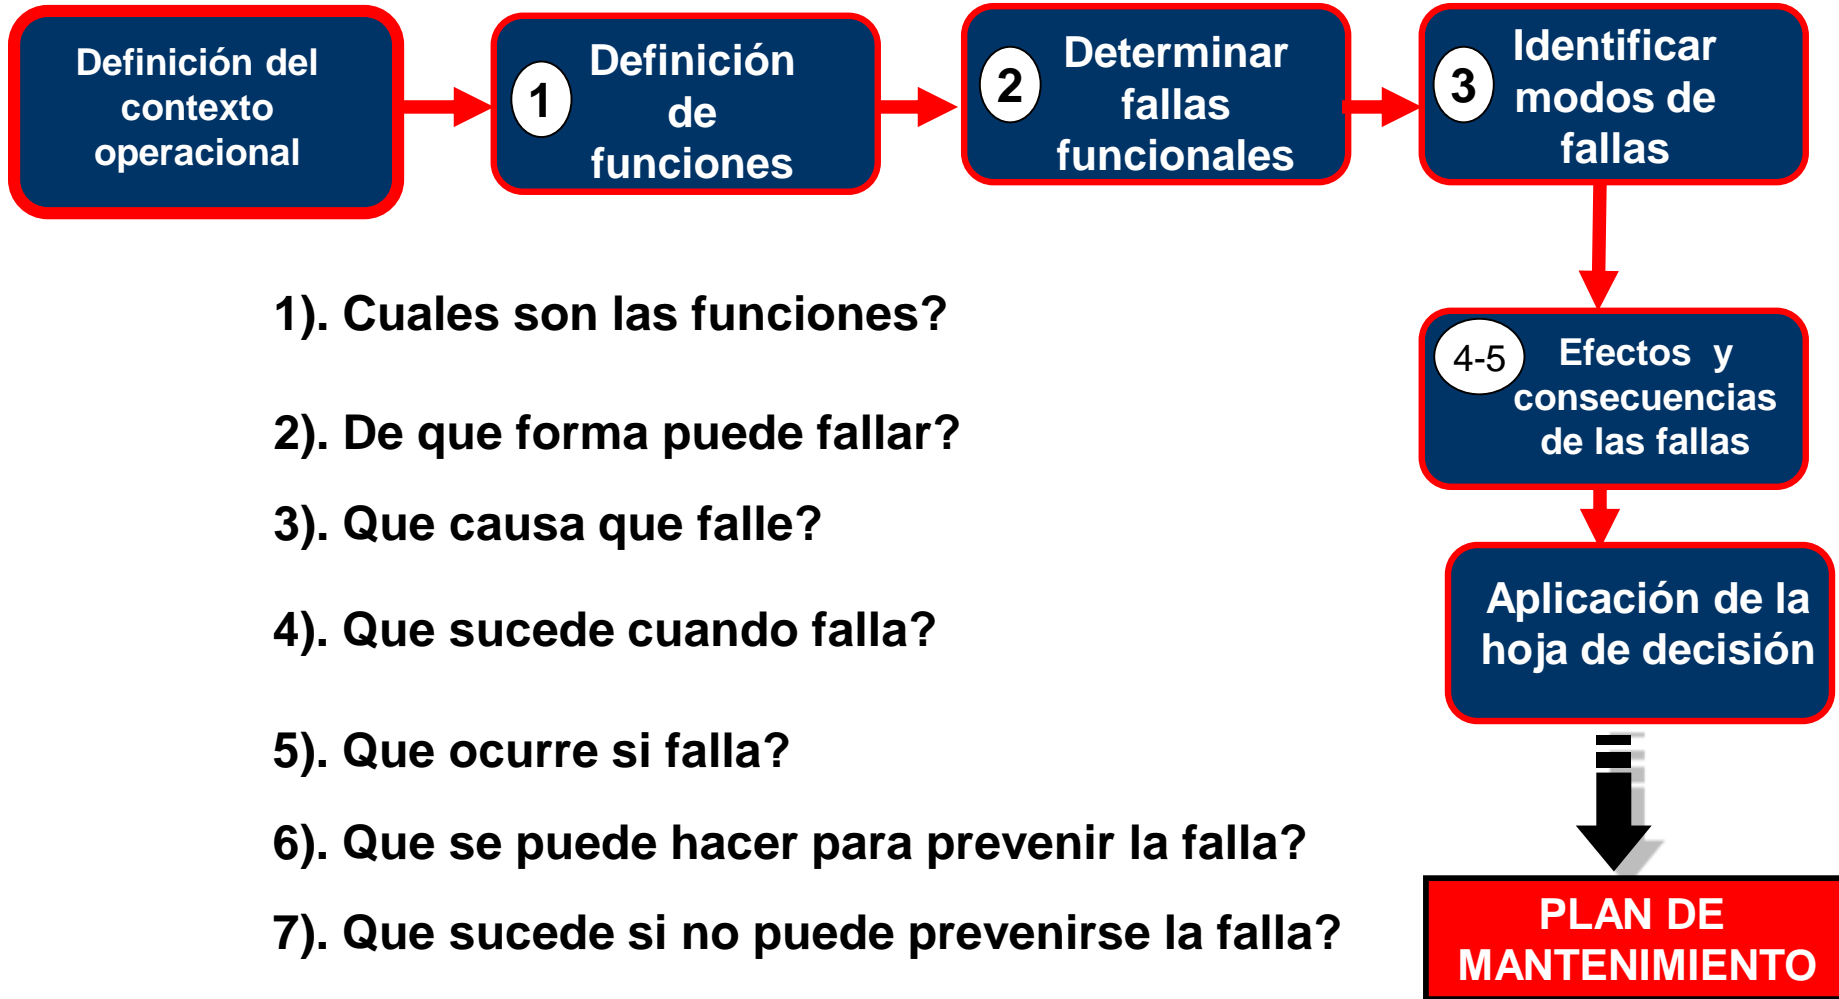 Definición del
contexto
operacional
1
Definición
de
funciones
2
Determinar
fallas
funcionales
3
Identificar
modos de
fallas
4-5
Efectos y
consecuencias
de las fallas
Aplicación de la
hoja de decisión
PLAN DE
MANTENIMIENTO
1). Cuales son las funciones?
2). De que forma puede fallar?
3). Que causa que falle?
4). Que sucede cuando falla?
5). Que ocurre si falla?
6). Que se puede hacer para prevenir la falla?
7). Que sucede si no puede prevenirse la falla?